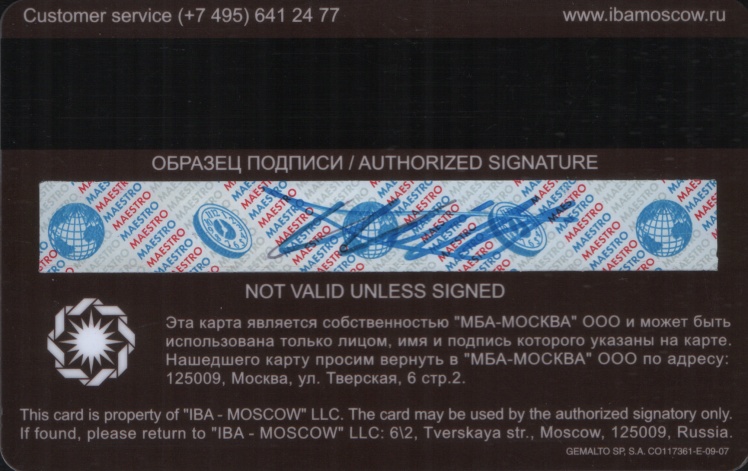 Customer service (+7 495) 641 24 77
www.ibamoscow.ru
ОБРАЗЕЦ ПОДПИСИ / AUTHORIZED SIGNATURE
MAESTRO MAESTRO MAESTRO MAESTRO
NOT VALID UNLESS SIGNED
Эта карта является собственностью "МБА-МОСКВА" ООО и может быть
использована только лицом, имя и подпись которого указаны на карте.
Нашедшего карту просим вернуть в "МБА-МОСКВА" ООО по адресу:
125009, Москва, ул. Тверская, 6 стр.2.
This card is property of "IBA - MOSCOW" LLC. The card may be used by the authorized signatory only.
If found, please return to "IBA - MOSCOW" LLC: 6\2, Tverskaya str., Moscow, 125009, Russia.
GEMALTO SP, S.A. CO117361-E-09-07